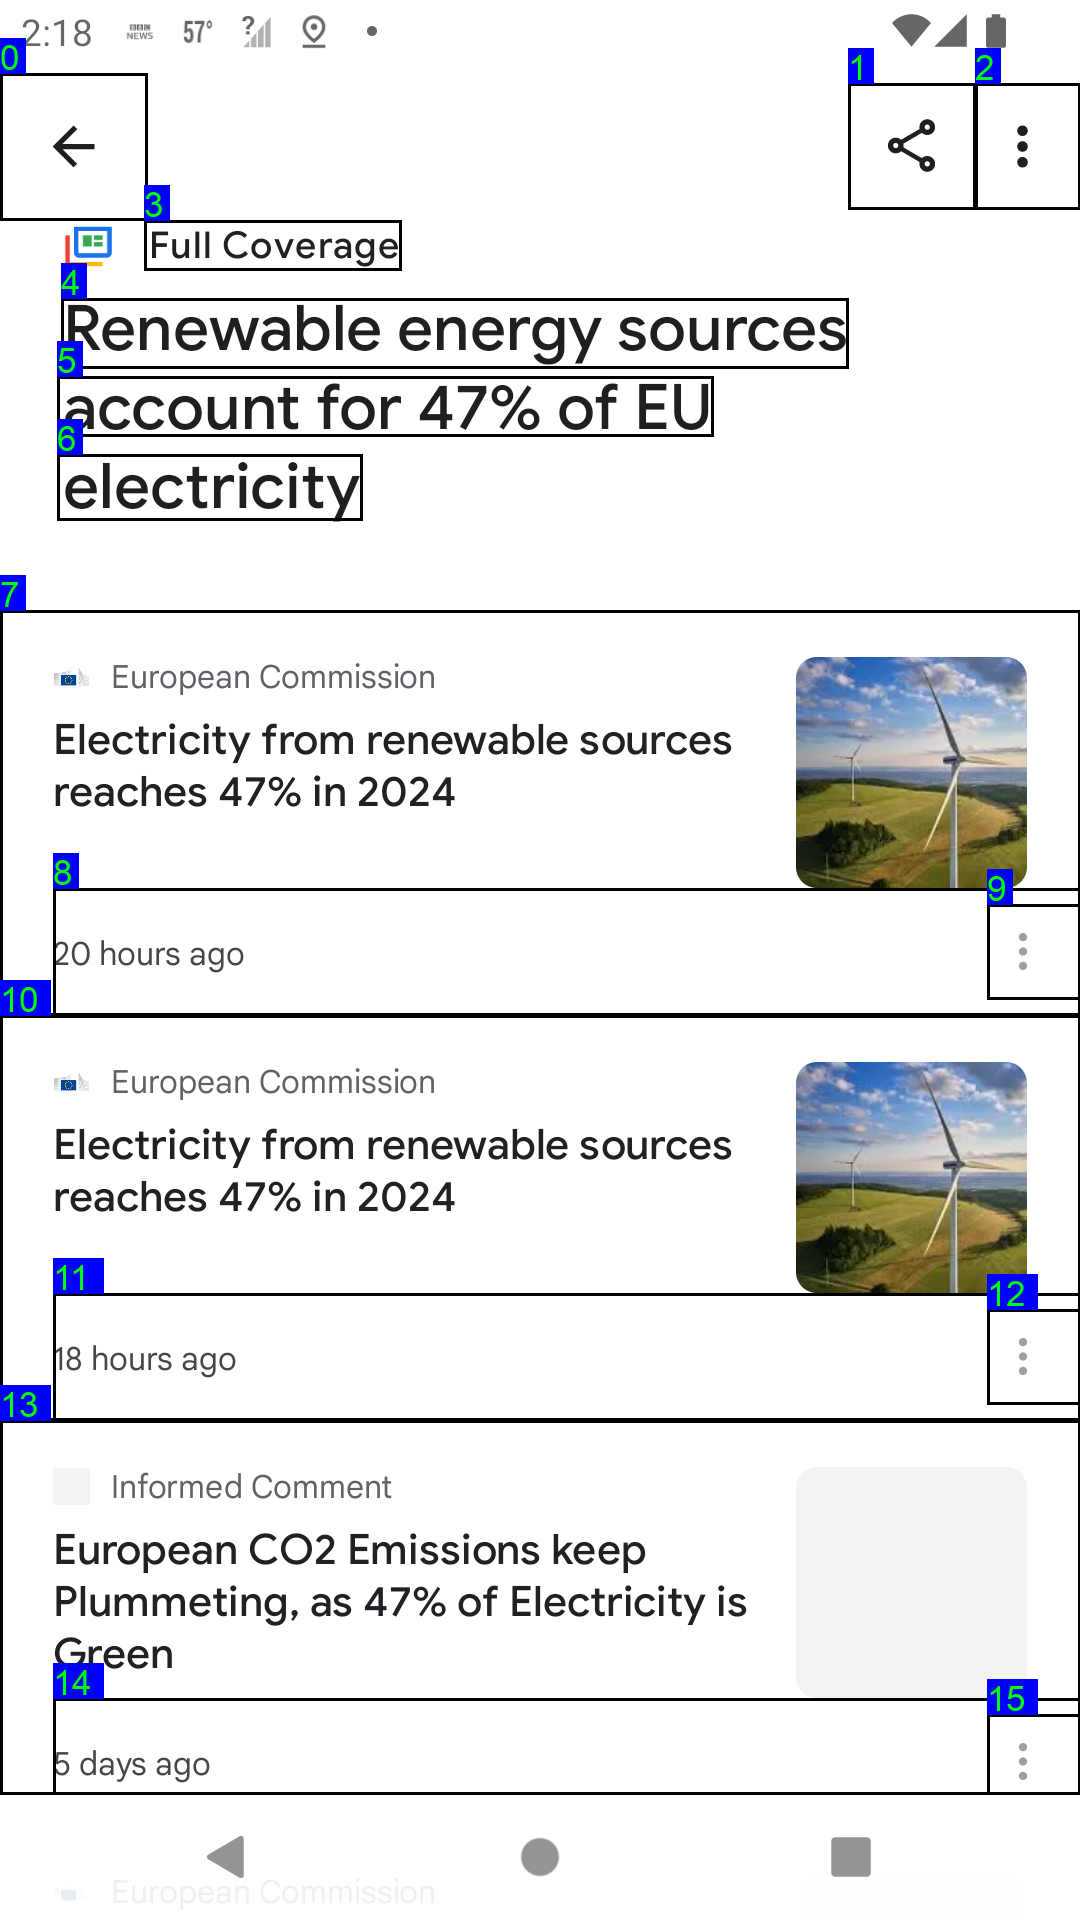 2:18 BBC NEWS 57° ?
0
1
2
3
Full Coverage
4
Renewable energy sources
5
account for 47% of EU
6
electricity
7
European Commission
Electricity from renewable sources
reaches 47% in 2024
8
9
20 hours ago
10
European Commission
Electricity from renewable sources
reaches 47% in 2024
11
12
18 hours ago
13
Informed Comment
European CO2 Emissions keep
Plummeting, as 47% of Electricity is
Green
14
15
5 days ago
European Commission